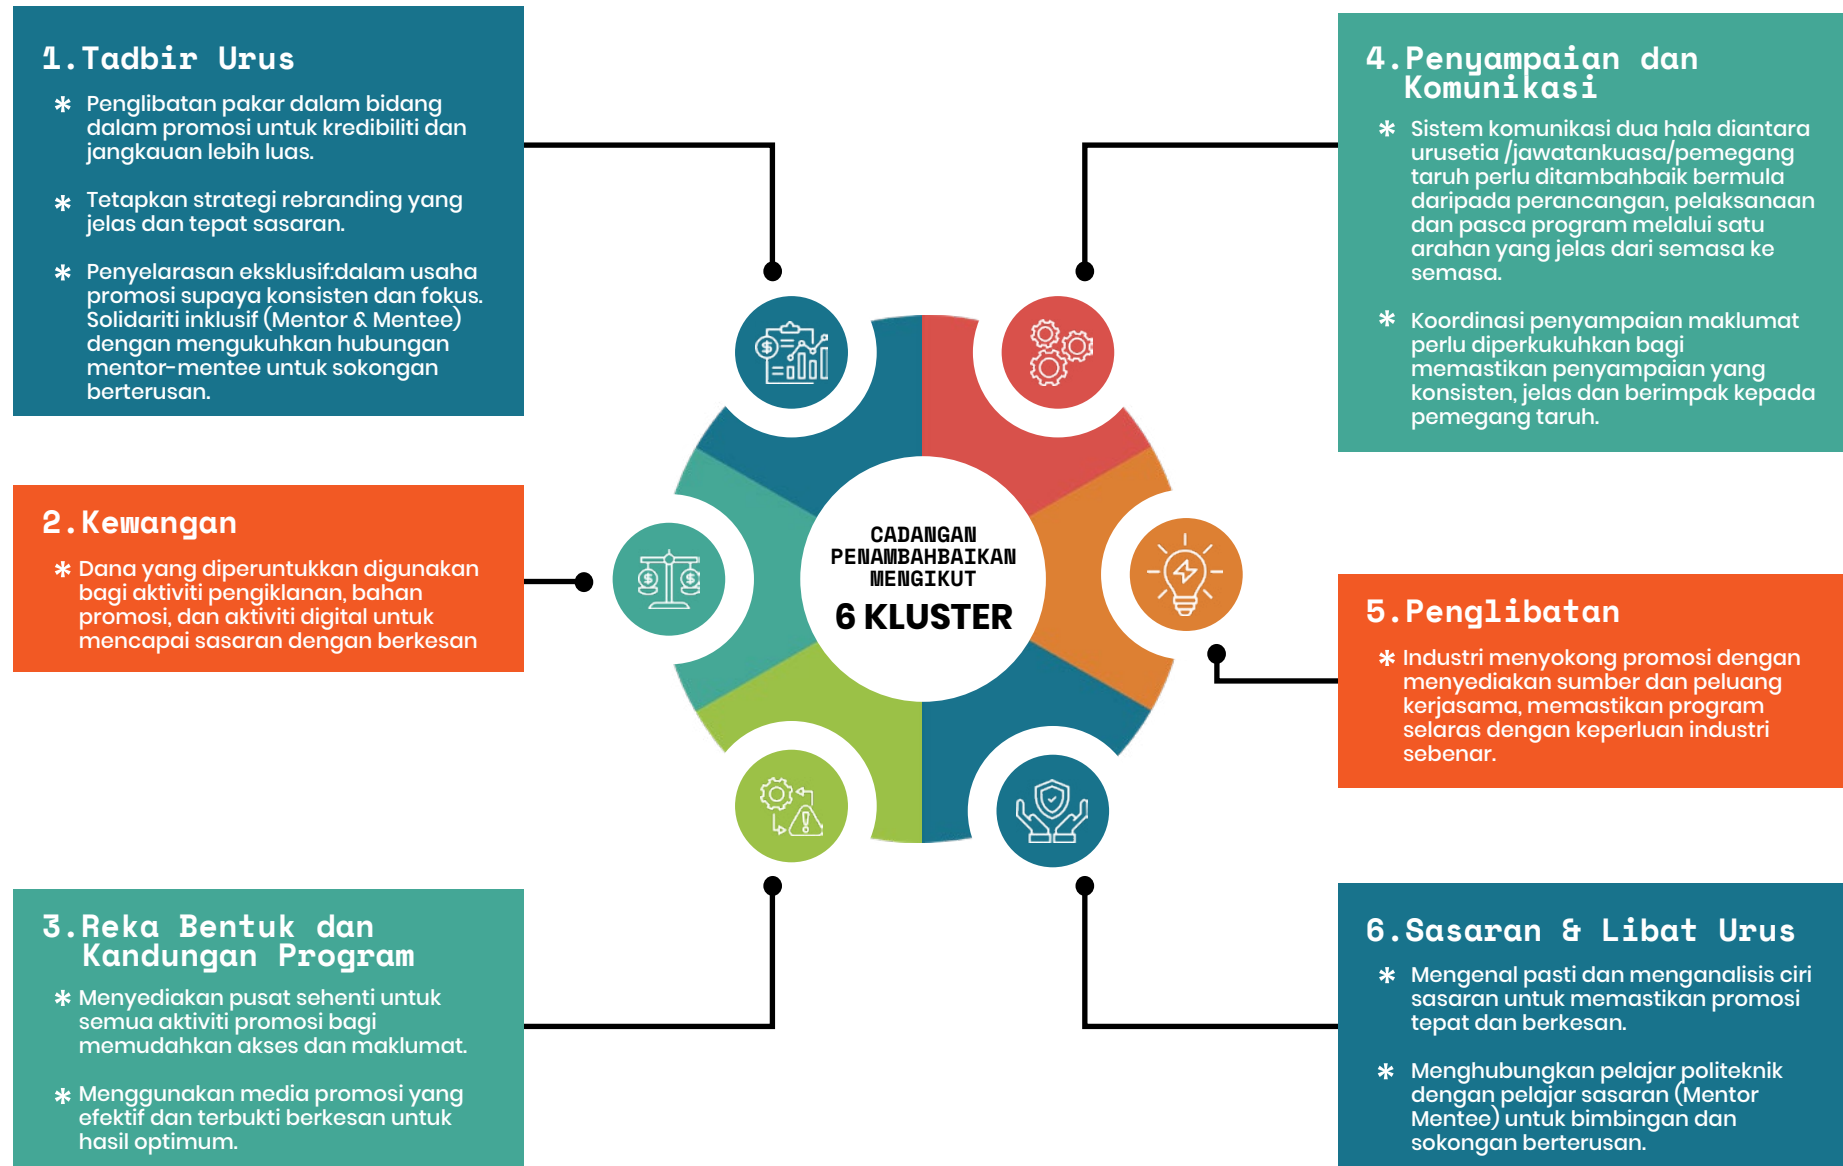 1.Tadbir Urus
* Penglibatan pakar dalam bidang
dalam promosi untuk kredibiliti dan
jangkauan lebih luas.
* Tetapkan strategi rebranding yang
jelas dan tepat sasaran.
* Penyelarasan eksklusif:dalam usaha
promosi supaya konsisten dan fokus.
Solidariti inklusif (Mentor & Mentee)
dengan mengukuhkan hubungan
mentor-mentee untuk sokongan
berterusan.
2.Kewangan
* Dana yang diperuntukkan digunakan
bagi aktiviti pengiklanan, bahan
promosi, dan aktiviti digital untuk
mencapai sasaran dengan berkesan
3.Reka Bentuk dan
Kandungan Program
* Menyediakan pusat sehenti untuk
semua aktiviti promosi bagi
memudahkan akses dan maklumat.
* Menggunakan media promosi yang
efektif dan terbukti berkesan untuk
hasil optimum.
CADANGAN
PENAMBAHBAIKAN
MENGIKUT
6 KLUSTER
4.Penyampaian dan
Komunikasi
* Sistem komunikasi dua hala diantara
urusetia /jawatankuasa/pemegang
taruh perlu ditambahbaik bermula
daripada perancangan, pelaksanaan
dan pasca program melalui satu
arahan yang jelas dari semasa ke
semasa.
* Koordinasi penyampaian maklumat
perlu diperkukuhkan bagi
memastikan penyampaian yang
konsisten, jelas dan berimpak kepada
pemegang taruh.
5.Penglibatan
* Industri menyokong promosi dengan
menyediakan sumber dan peluang
kerjasama, memastikan program
selaras dengan keperluan industri
sebenar.
6.Sasaran & Libat Urus
* Mengenal pasti dan menganalisis ciri
sasaran untuk memastikan promosi
tepat dan berkesan.
* Menghubungkan pelajar politeknik
dengan pelajar sasaran (Mentor
Mentee) untuk bimbingan dan
sokongan berterusan.